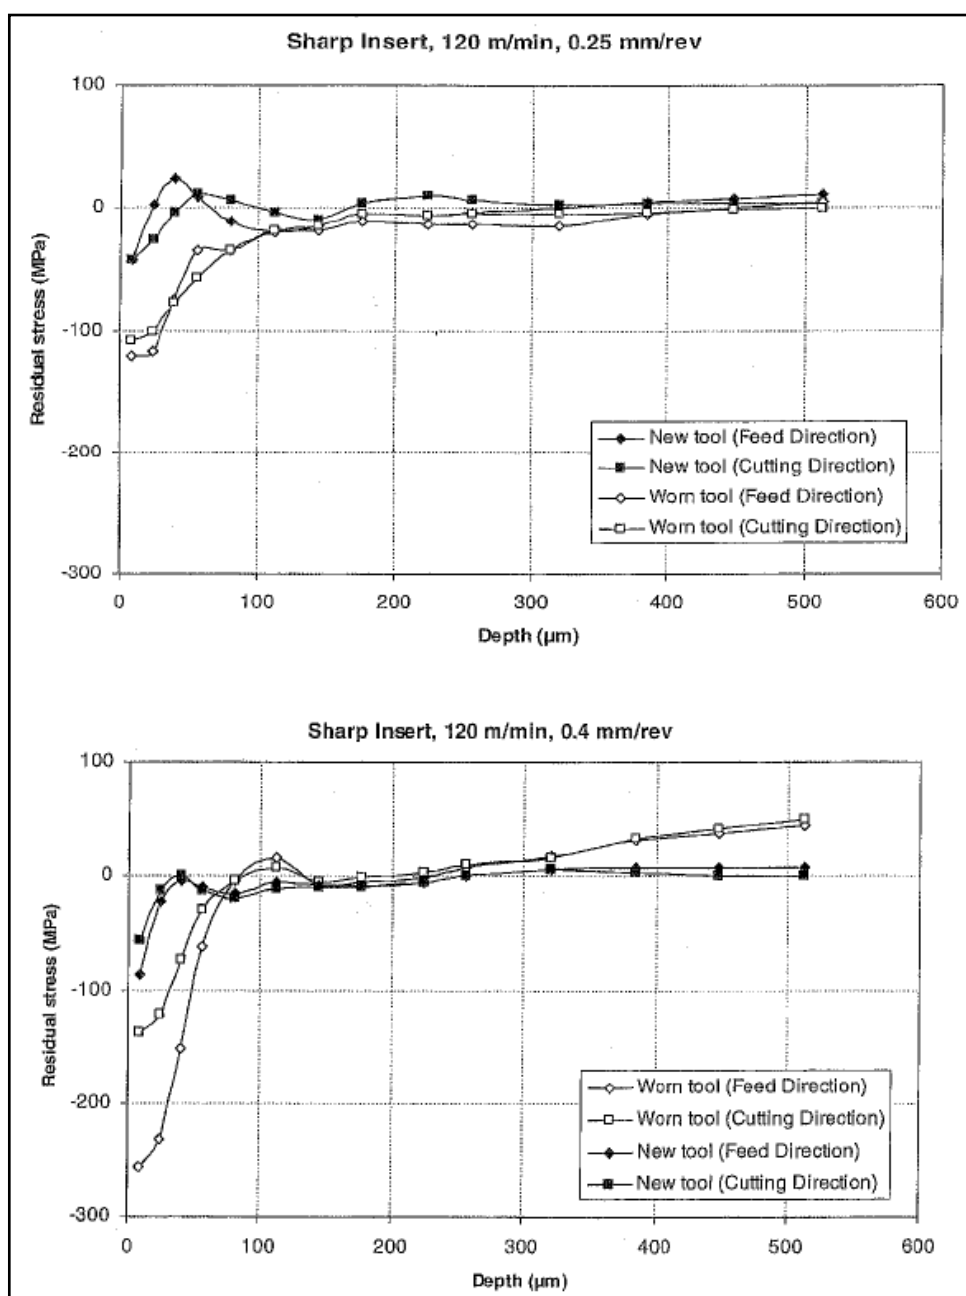 Sharp Insert, 120 m/min, 0.25 mm/rev
100
0
-100
-200
-300
Residual stress (MPa)
New tool (Feed Direction)
New tool (Cutting Direction)
Worn tool (Feed Direction)
Worn tool (Cutting Direction)
0 100 200 300 400 500 600
Depth (µm)
Sharp Insert, 120 m/min, 0.4 mm/rev
100
0
-100
-200
-300
Residual stress (MPa)
Worn tool (Feed Direction)
Worn tool (Cutting Direction)
New tool (Feed Direction)
New tool (Cutting Direction)
0 100 200 300 400 500 600
Depth (µm)